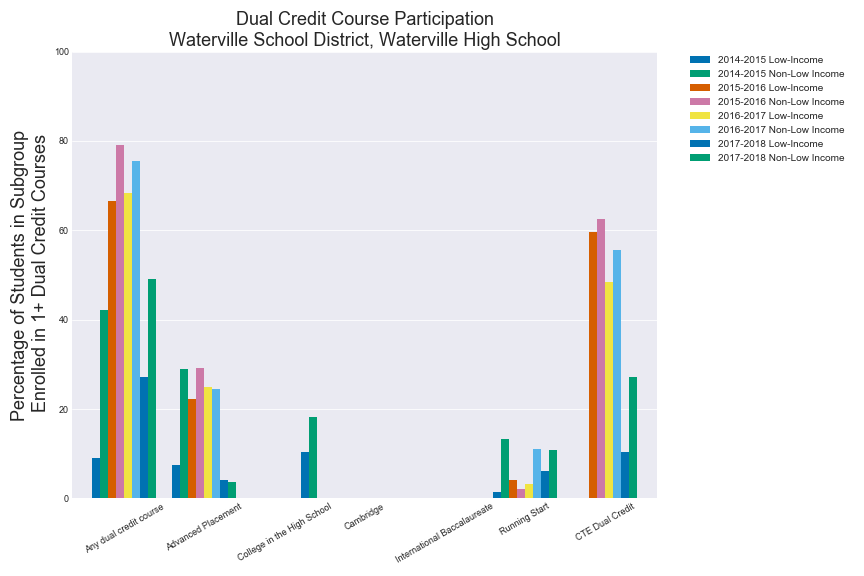 Dual Credit Course Participation
Waterville School District, Waterville High School
Percentage of Students in Subgroup
Enrolled in 1+ Dual Credit Courses
100
80
60
40
20
0
Any dual credit course
Advanced Placement
College in the High School
Cambridge
International Baccalaureate
Running Start
CTE Dual Credit
2014-2015 Low-Income
2014-2015 Non-Low Income
2015-2016 Low-Income
2015-2016 Non-Low Income
2016-2017 Low-Income
2016-2017 Non-Low Income
2017-2018 Low-Income
2017-2018 Non-Low Income